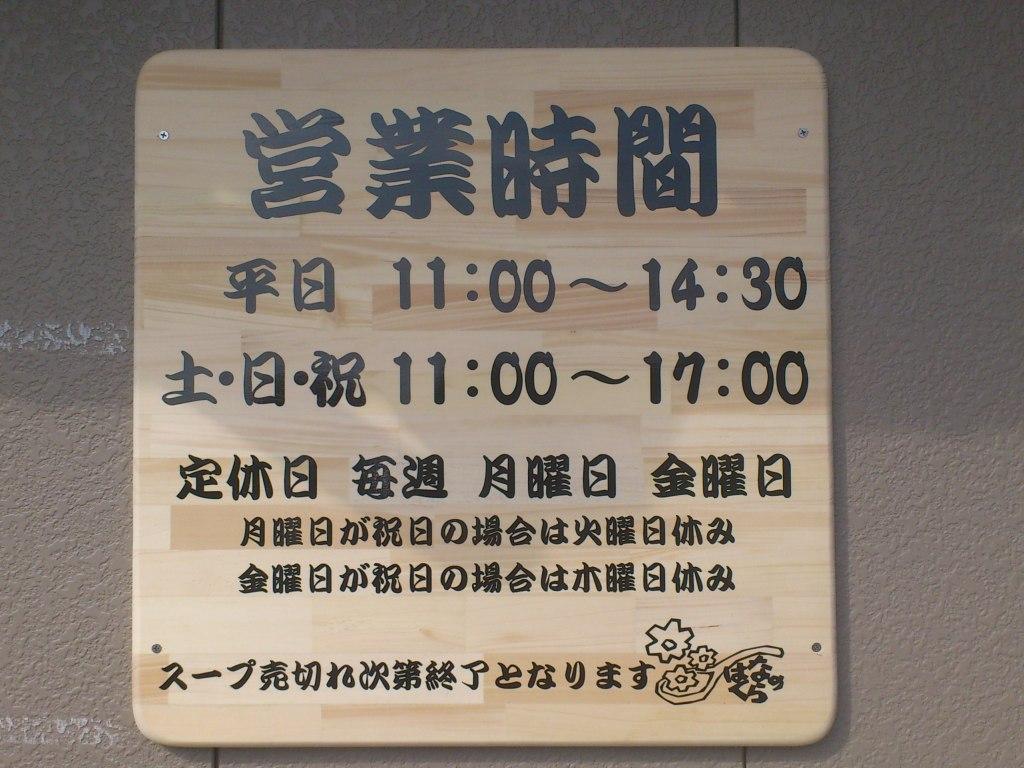 営業時間
平日 11:00～14:30
土・日・祝 11:00～17:00
定休日 毎週 月曜日 金曜日
月曜日が祝日の場合は火曜日休み
金曜日が祝日の場合は木曜日休み
スープ売切れ次第終了となります